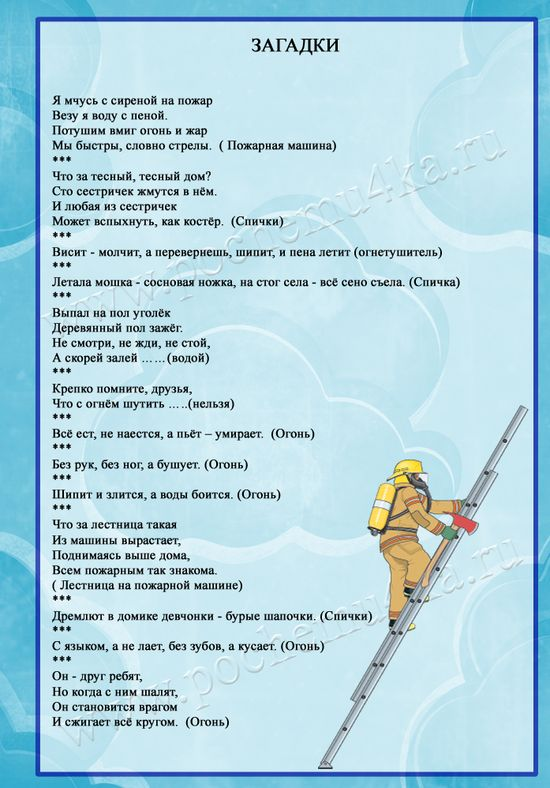 ЗАГАДКИ
Я мчусь с сиреной на пожар
Везу я воду с пеной.
Потушим вмиг огонь и жар
Мы быстры, словно стрелы. ( Пожарная машина)
***
Что за тесный, тесный дом?
Сто сестричек жмутся в нём.
И любая из сестричек
Может вспыхнуть, как костёр. (Спички)
***
Висит - молчит, а перевернешь, шипит, и пена летит (огнетушитель)
***
Летала мошка - сосновая ножка, на стог села - всё сено съела. (Спичка)
***
Выпал на пол уголёк
Деревянный пол зажёг.
Не смотри, не жди, не стой,
А скорей залей ……(водой)
***
Крепко помните, друзья,
Что с огнём шутить …..(нельзя)
***
Всё ест, не наестся, а пьёт – умирает. (Огонь)
***
Без рук, без ног, а бушует. (Огонь)
***
Шипит и злится, а воды боится. (Огонь)
***
Что за лестница такая
Из машины вырастает,
Поднимаясь выше дома,
Всем пожарным так знакома.
( Лестница на пожарной машине)
***
Дремлют в домике девчонки - бурые шапочки. (Спички)
***
С языком, а не лает, без зубов, а кусает. (Огонь)
***
Он - друг ребят,
Но когда с ним шалят,
Он становится врагом
И сжигает всё кругом. (Огонь)
www.pochemu4ka.ru
www.pochemu4ka.ru